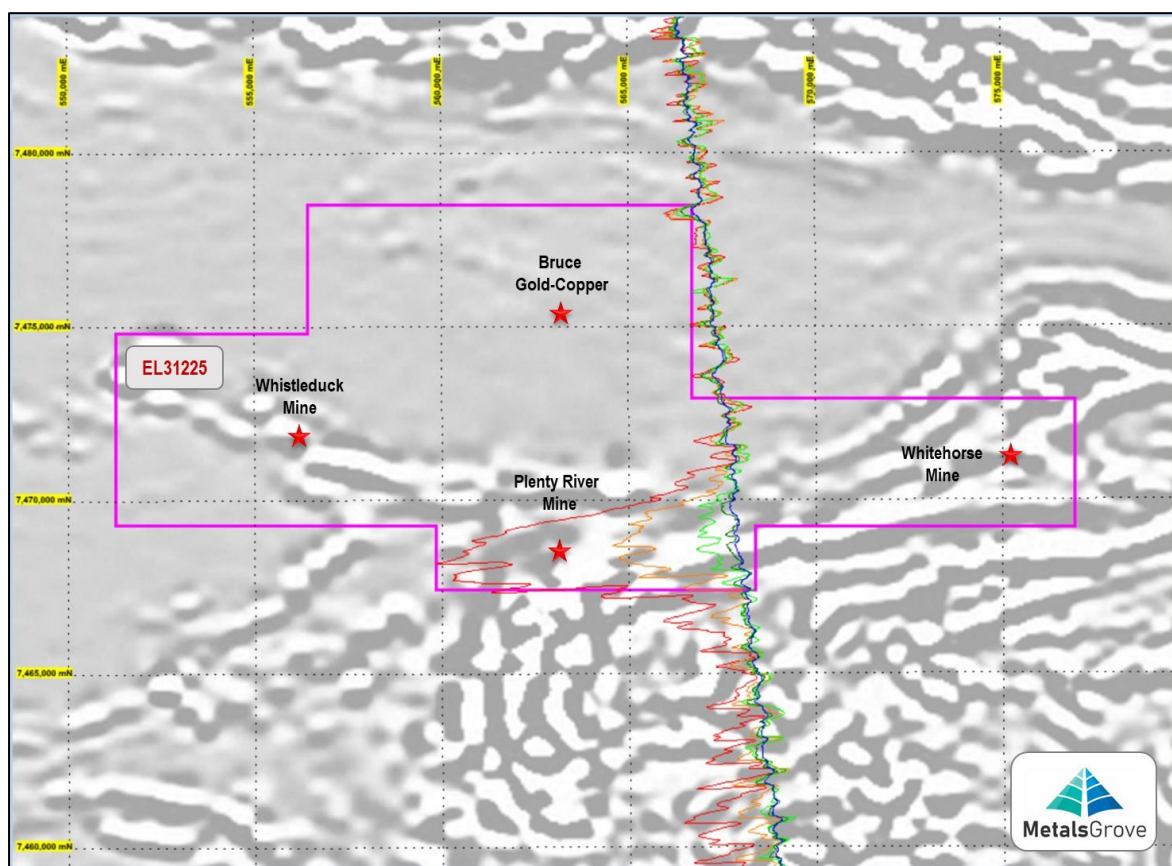 550,000 mE
555,000 mE
560,000 mE
565,000 mE
570,000 mE
575,000 mE
7,480,000 mN
Bruce
Gold-Copper
7,475,000 mN
EL31225
Whistleduck
Mine
Whitehorse
Mine
Plenty River
Mine
7,470,000 mN
7,465,000 mN
7,460,000 mN
MetalsGrove